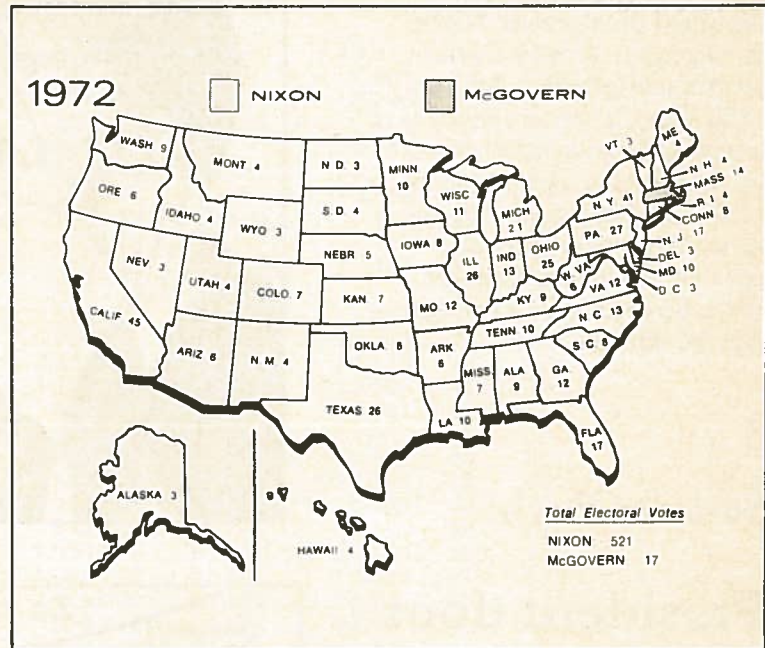 1972
NIXON
McGOVERN
WASH 9
ORE 6
CALIF 45
NEV 3
IDAHO 4
MONT 4
WYO 3
UTAH 4
ARIZ 6
COLO. 7
N.M. 4
N D. 3
S.D 4
NEBR 5
KAN 7
OKLA. 8
TEXAS 26
MINN
10
IOWA 8
MO. 12
ARK
6
LA 10
WISC
11
ILL
26
MICH
21
IND
13
OHIO
25
KY. 9
TENN 10
MISS.
7
ALA
9
GA.
12
FLA
17
S C 8
N C 13
VA 12
W. VA
6
PA 27
N.Y. 41
VT 3
ME
4
N H 4
MASS 14
R I 4
CONN 8
N. J 17
DEL 3
MD 10
D C 3
ALASKA 3
HAWAII 4
Total Electoral Votes
NIXON 521
McGOVERN 17